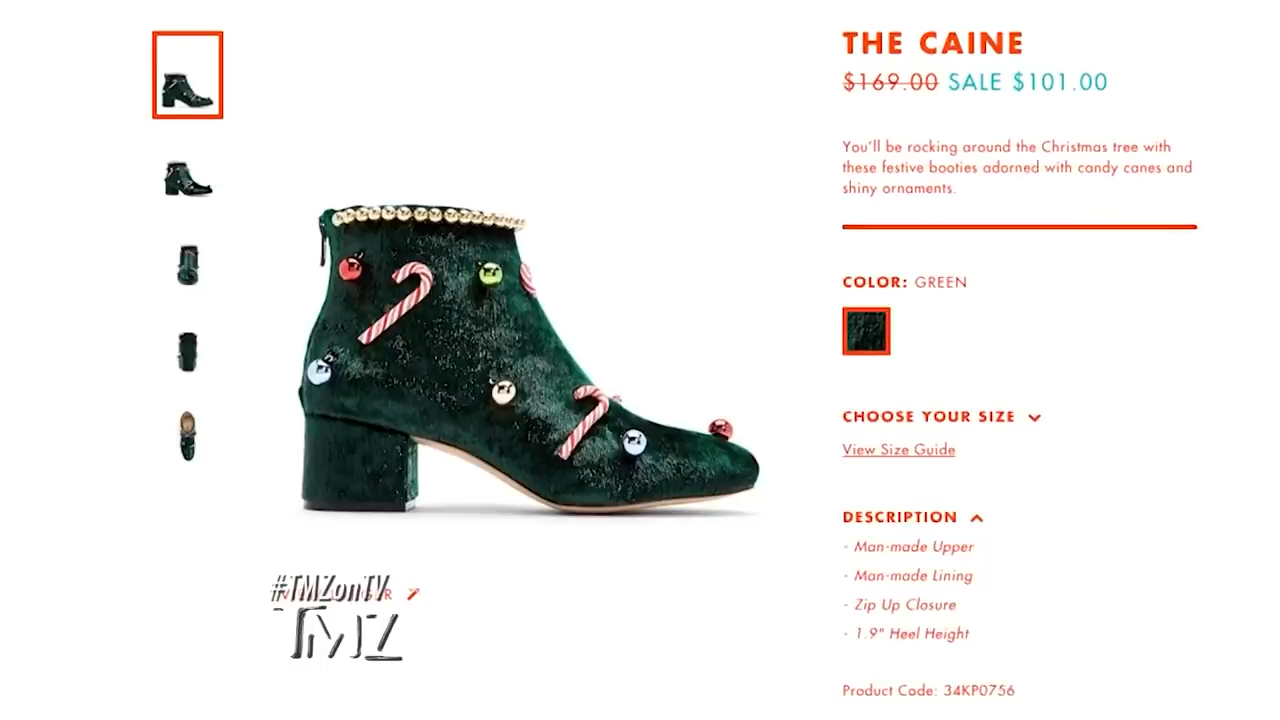 THE CAINE
$169.00 SALE $101.00
You'll be rocking around the Christmas tree with
these festive booties adorned with candy canes and
shiny ornaments.
COLOR: GREEN
CHOOSE YOUR SIZE
View Size Guide
DESCRIPTION
- Man-made Upper
- Man-made Lining
- Zip Up Closure
- 1.9" Heel Height
Product Code: 34KP0756
#TMZonTV
TMZ